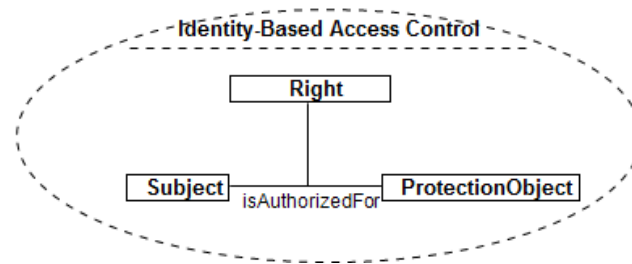 Identity-Based Access Control
Right
Subject
ProtectionObject
isAuthorizedFor